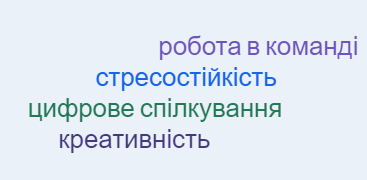 робота в команді
стресостійкість
цифрове спілкування
креативність